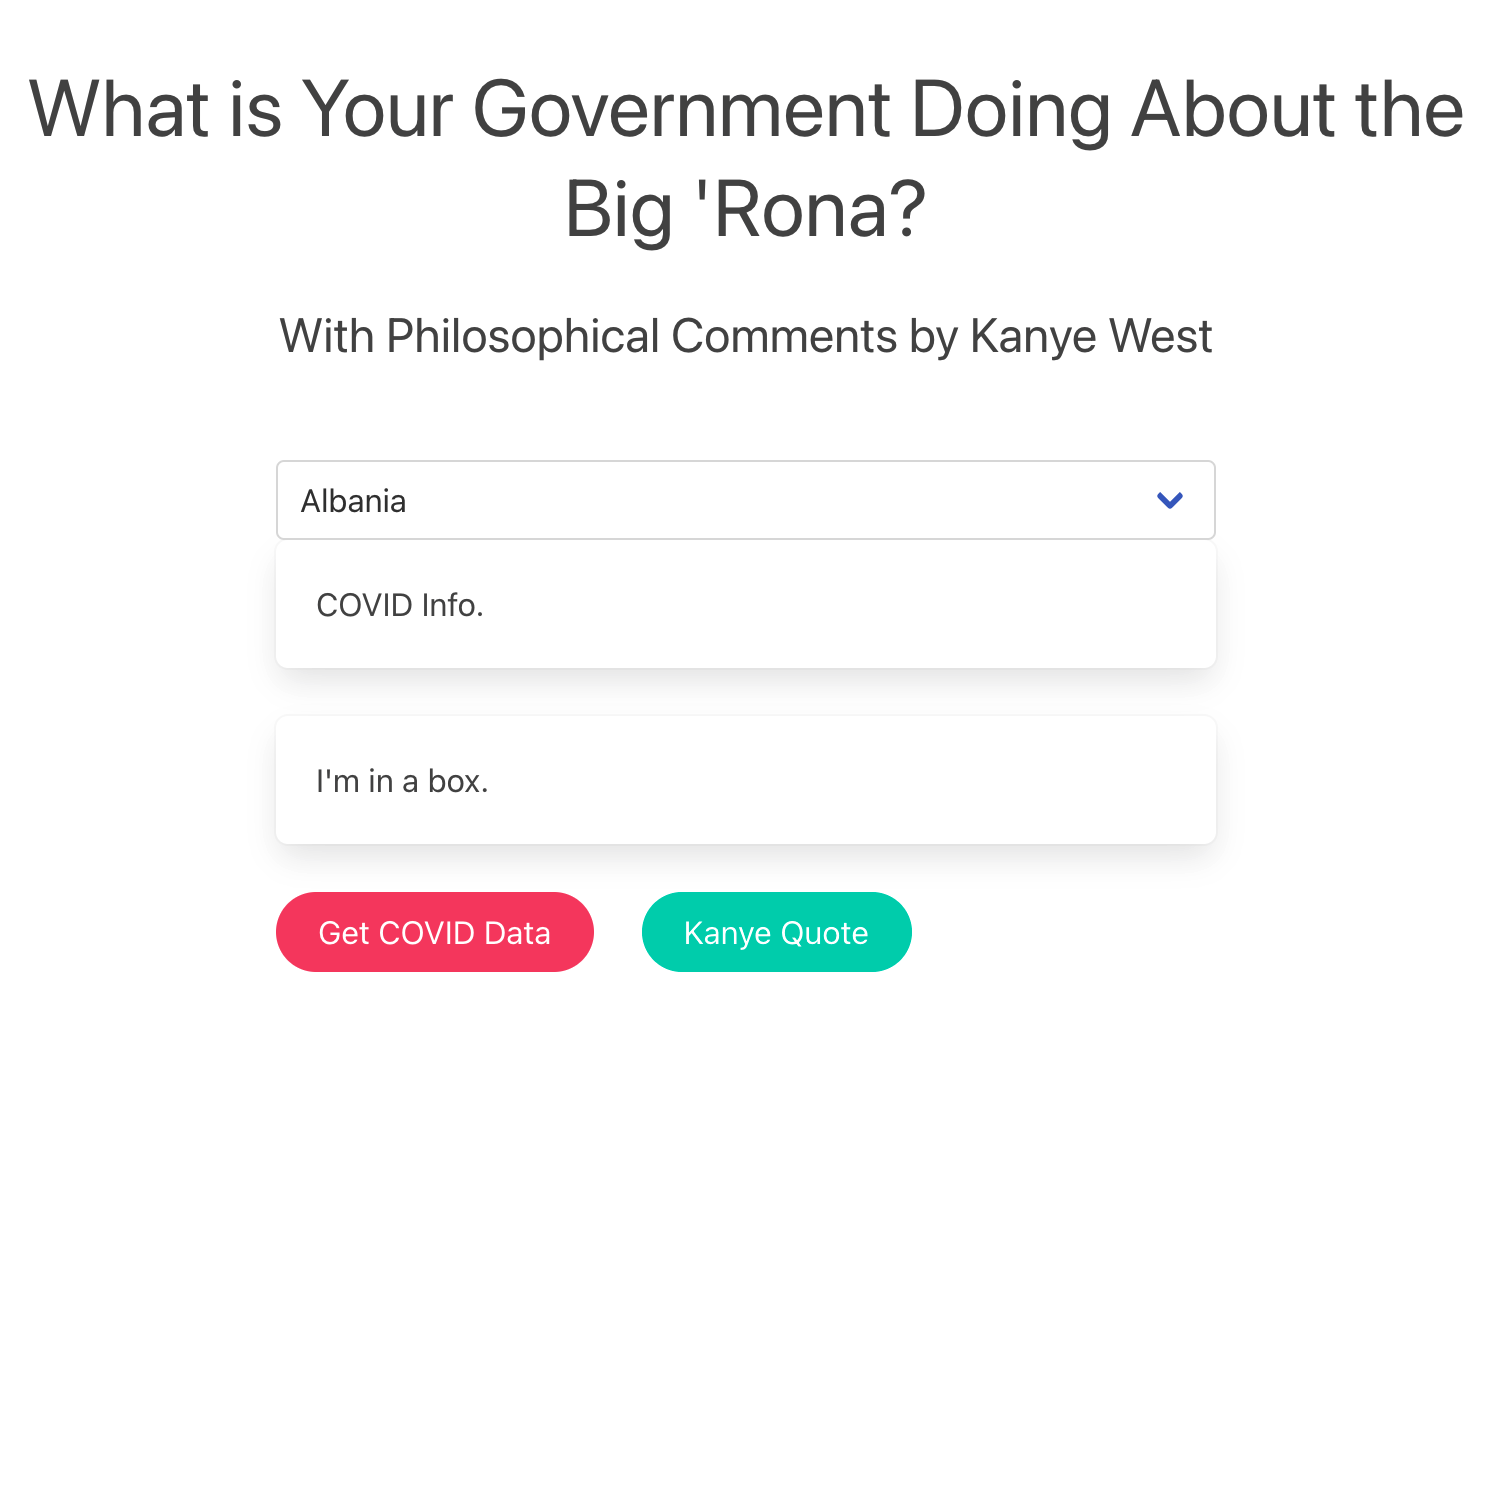 What is Your Government Doing About the
Big 'Rona?
With Philosophical Comments by Kanye West
Albania
COVID Info.
I'm in a box.
Get COVID Data
Kanye Quote